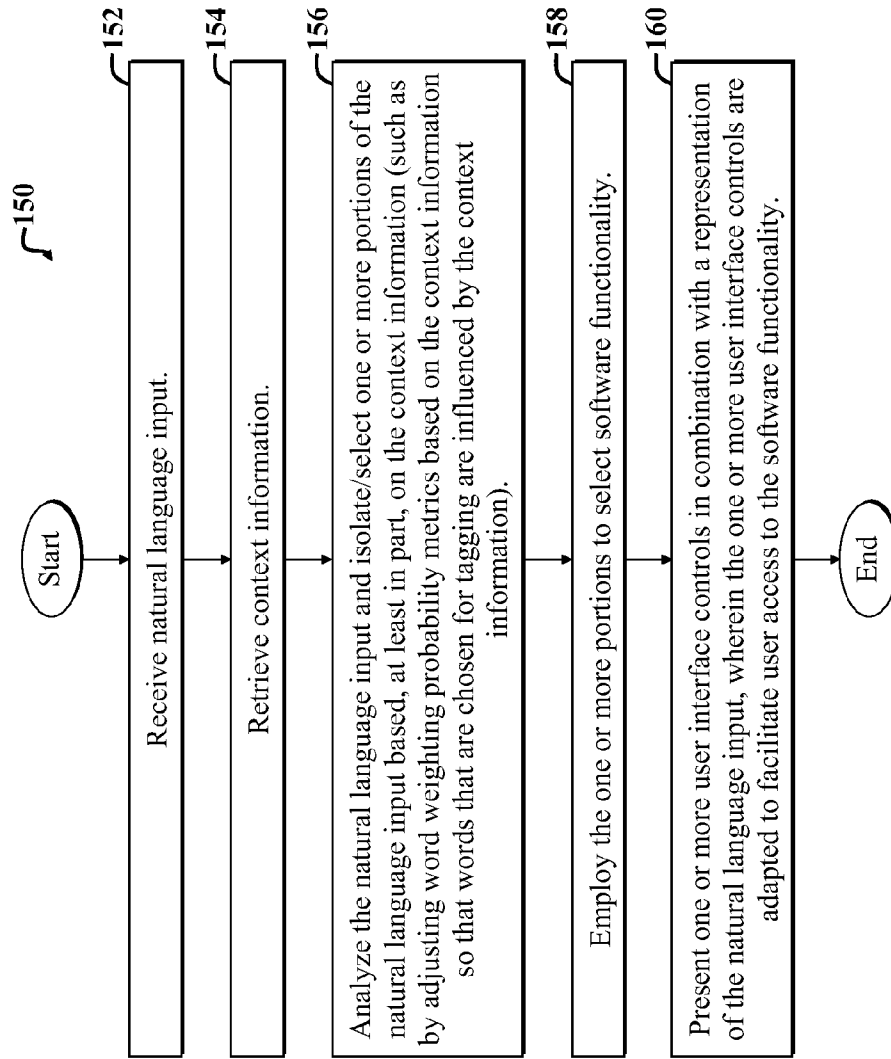 150
Start
152
Receive natural language input.
154
Retrieve context information.
156
Analyze the natural language input and isolate/select one or more portions of the
natural language input based, at least in part, on the context information (such as
by adjusting word weighting probability metrics based on the context information
so that words that are chosen for tagging are influenced by the context
information).
158
Employ the one or more portions to select software functionality.
160
Present one or more user interface controls in combination with a representation
of the natural language input, wherein the one or more user interface controls are
adapted to facilitate user access to the software functionality.
End